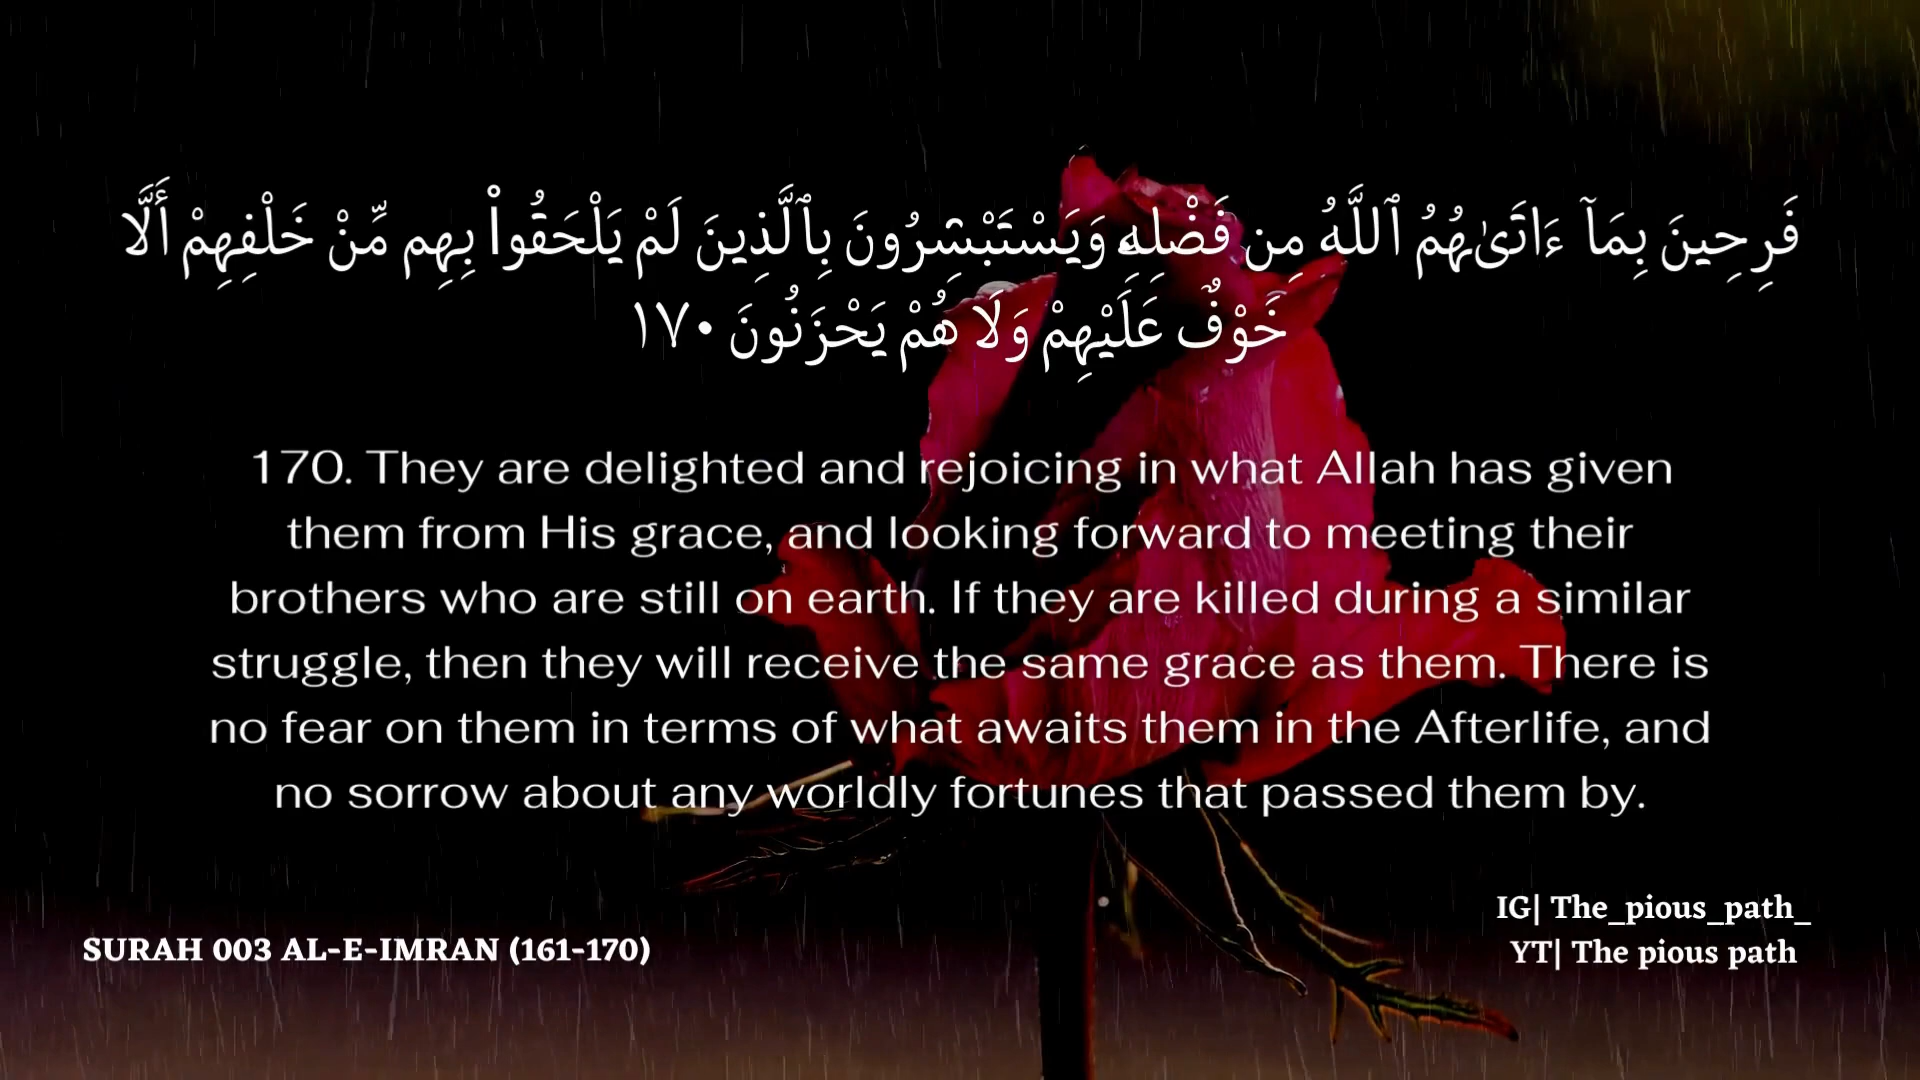 فَرِحِينَ بِمَآ ءَاتَىٰهُمُ ٱللَّهُ مِن فَضْلِهِۦ وَيَسْتَبْشِرُونَ بِٱلَّذِينَ لَمْ يَلْحَقُوا۟ بِهِم مِّنْ خَلْفِهِمْ أَلَّا
خَوْفٌ عَلَيْهِمْ وَلَا هُمْ يَحْزَنُونَ ١٧٠
170. They are delighted and rejoicing in what Allah has given
them from His grace, and looking forward to meeting their
brothers who are still on earth. If they are killed during a similar
struggle, then they will receive the same grace as them. There is
no fear on them in terms of what awaits them in the Afterlife, and
no sorrow about any worldly fortunes that passed them by.
SURAH 003 AL-E-IMRAN (161-170)
IG| The_pious_path_
YT| The pious path